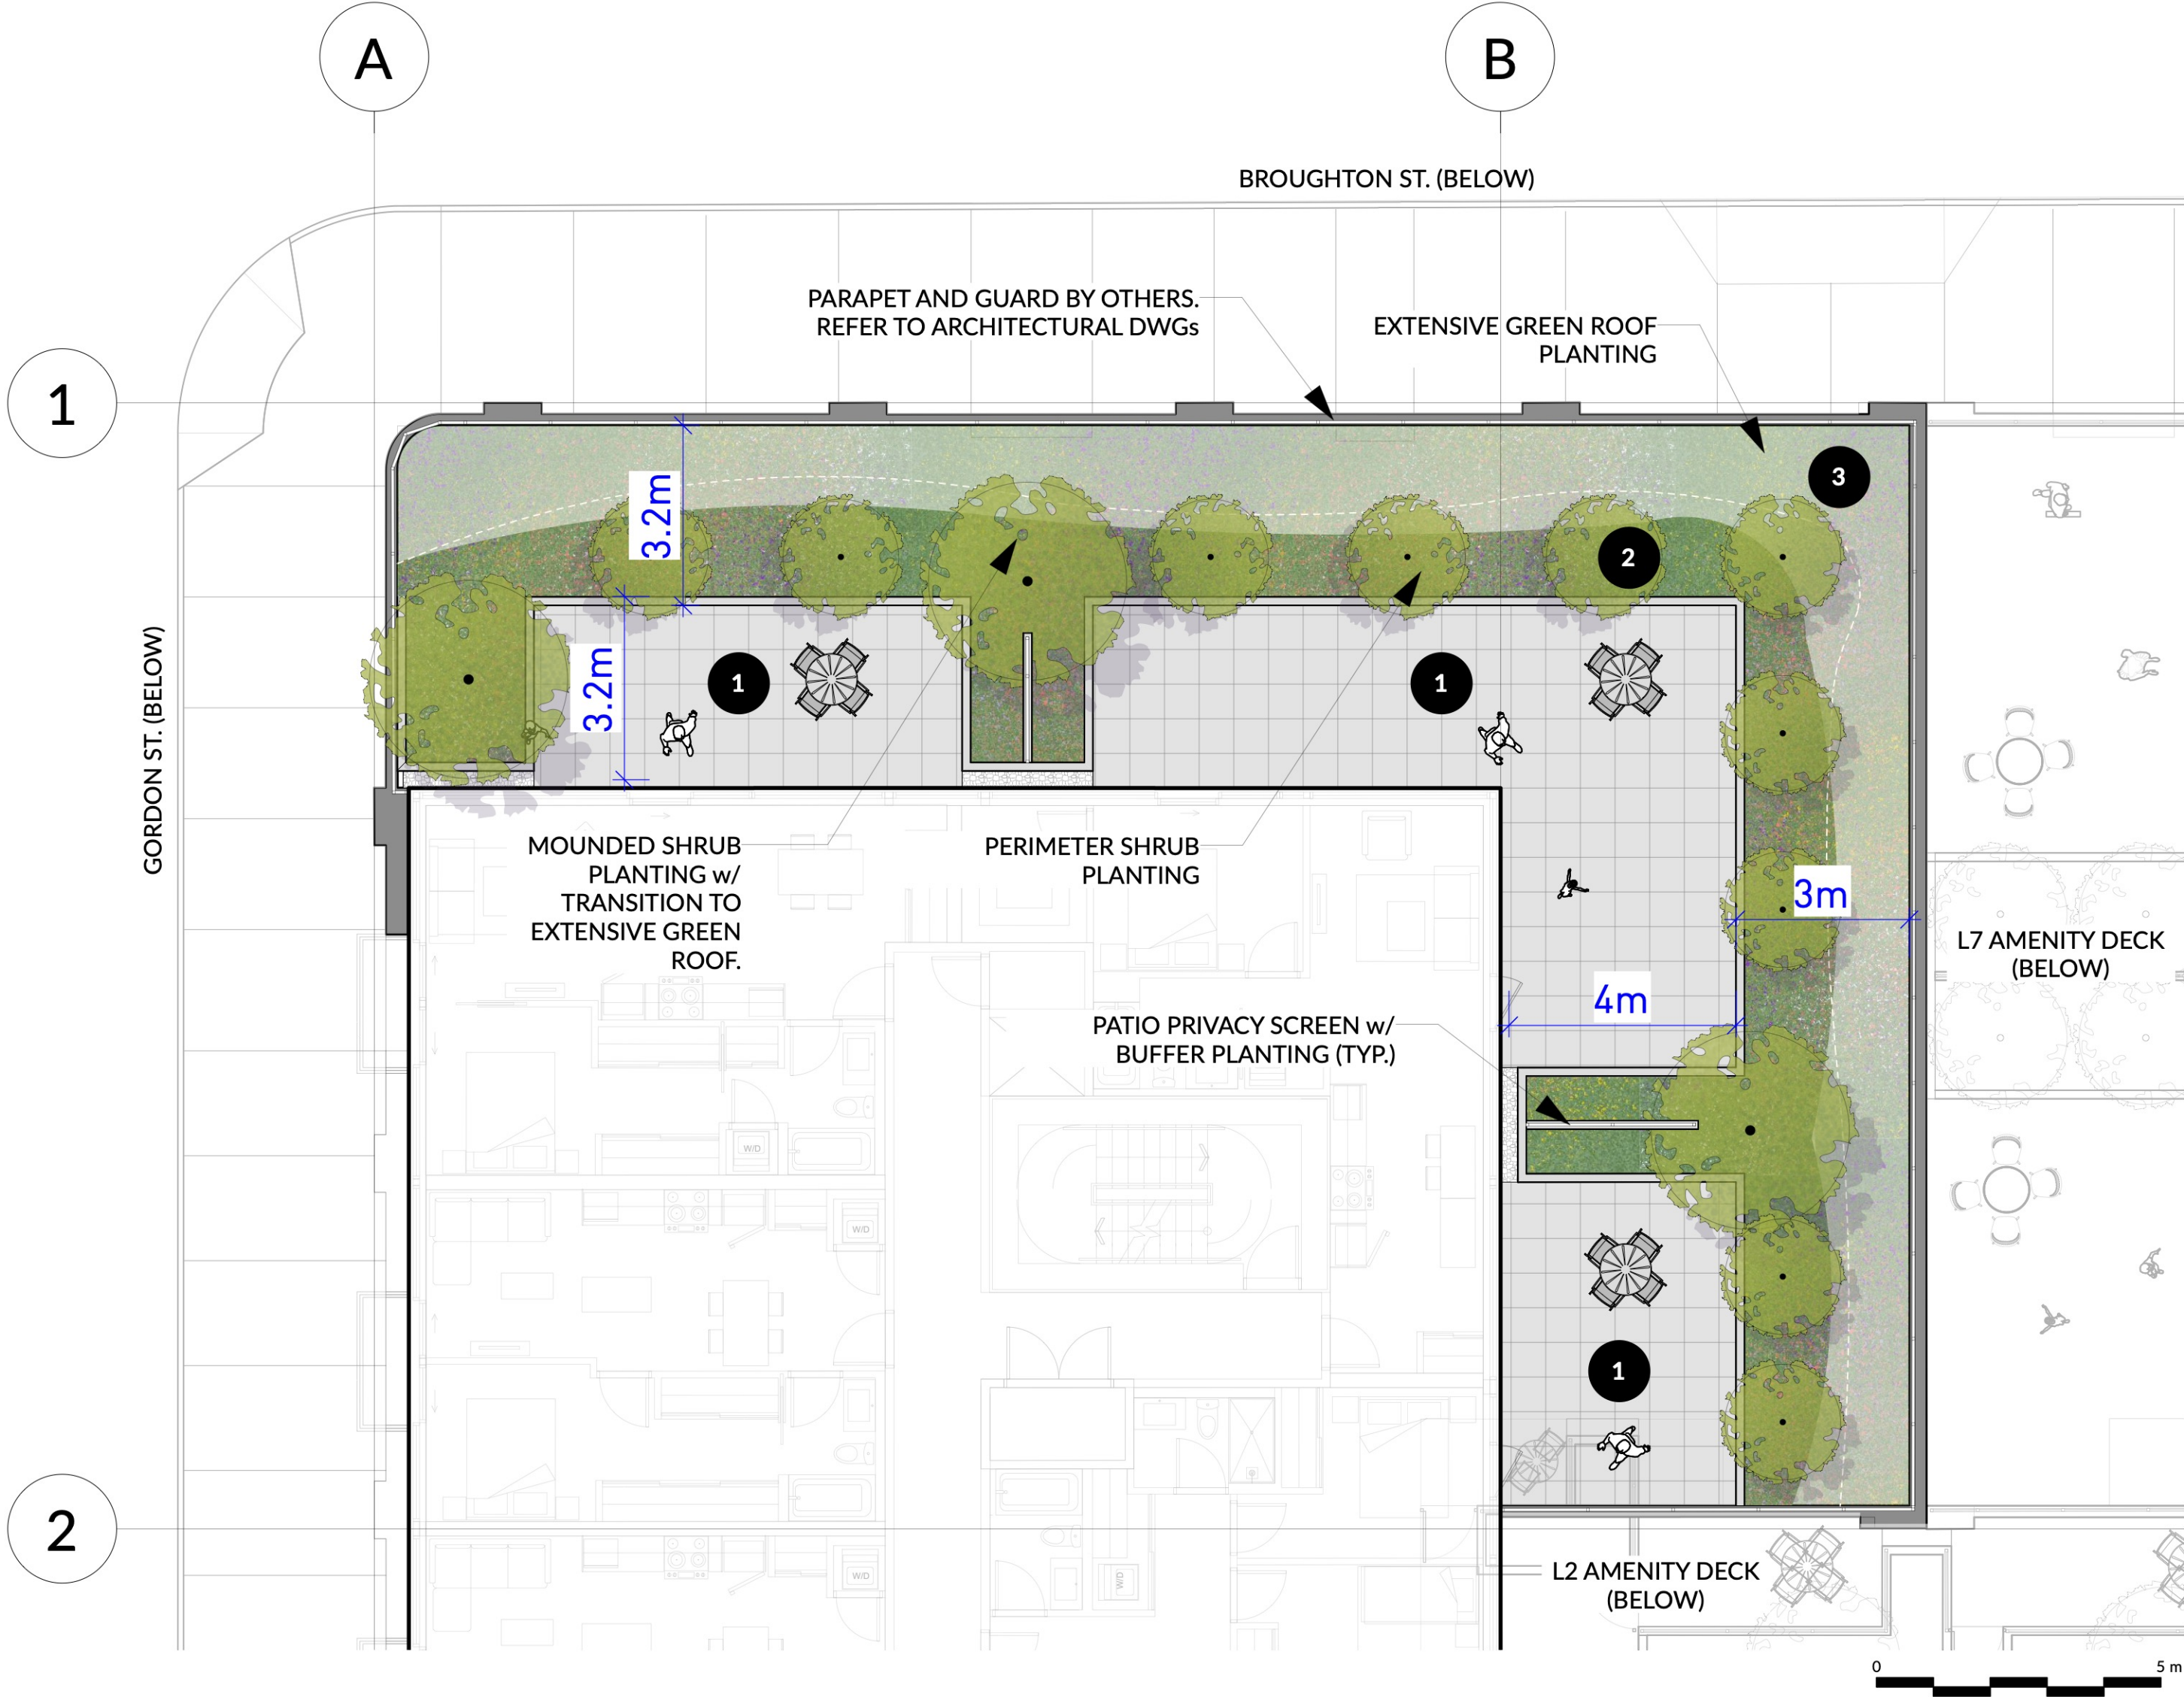 A
B
BROUGHTON ST. (BELOW)
PARAPET AND GUARD BY OTHERS.
REFER TO ARCHITECTURAL DWGs
EXTENSIVE GREEN ROOF
PLANTING
1
3
3.2m
2
GORDON ST. (BELOW)
3.2m
1
1
MOUNDED SHRUB
PLANTING w/
TRANSITION TO
EXTENSIVE GREEN
ROOF.
PERIMETER SHRUB
PLANTING
3m
L7 AMENITY DECK
(BELOW)
4m
PATIO PRIVACY SCREEN w/
BUFFER PLANTING (TYP.)
W/D
W/D
1
2
W/D
W/D
L2 AMENITY DECK
(BELOW)
0
5 m